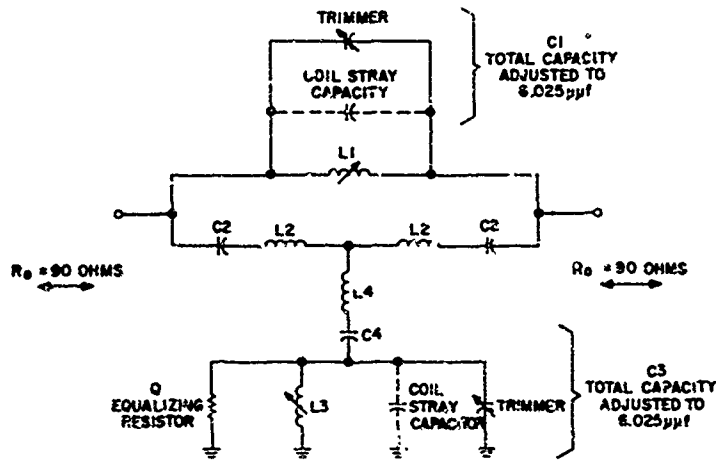 TRIMMER
C1
TOTAL CAPACITY
ADJUSTED TO
6.025μμf
COIL STRAY
CAPACITY
L1
C2
L2
L2
C2
R₀ = 90 OHMS
R₀ = 90 OHMS
L4
C4
Q
EQUALIZING
RESISTOR
L3
COIL
STRAY
CAPACITOR
TRIMMER
C3
TOTAL CAPACITY
ADJUSTED TO
6.025μμf